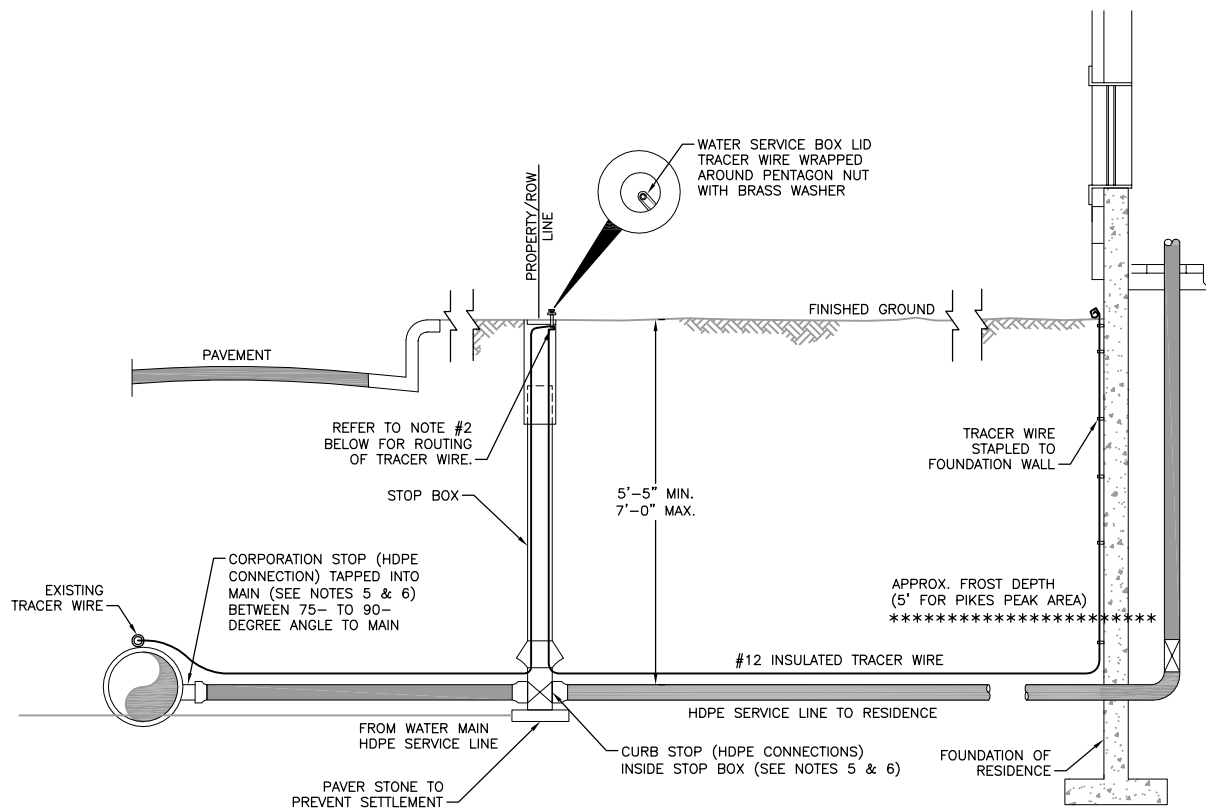 WATER SERVICE BOX LID
TRACER WIRE WRAPPED
AROUND PENTAGON NUT
WITH BRASS WASHER
PROPERTY/ROW
LINE
FINISHED GROUND
PAVEMENT
REFER TO NOTE #2
BELOW FOR ROUTING
OF TRACER WIRE.
TRACER WIRE
STAPLED TO
FOUNDATION WALL
STOP BOX
5'-5" MIN.
7'-0" MAX.
CORPORATION STOP (HDPE
CONNECTION) TAPPED INTO
MAIN (SEE NOTES 5 & 6)
BETWEEN 75- TO 90-
DEGREE ANGLE TO MAIN
EXISTING
TRACER WIRE
APPROX. FROST DEPTH
(5' FOR PIKES PEAK AREA)
*********************
#12 INSULATED TRACER WIRE
HDPE SERVICE LINE TO RESIDENCE
FROM WATER MAIN
HDPE SERVICE LINE
CURB STOP (HDPE CONNECTIONS)
INSIDE STOP BOX (SEE NOTES 5 & 6)
FOUNDATION OF
RESIDENCE
PAVER STONE TO
PREVENT SETTLEMENT